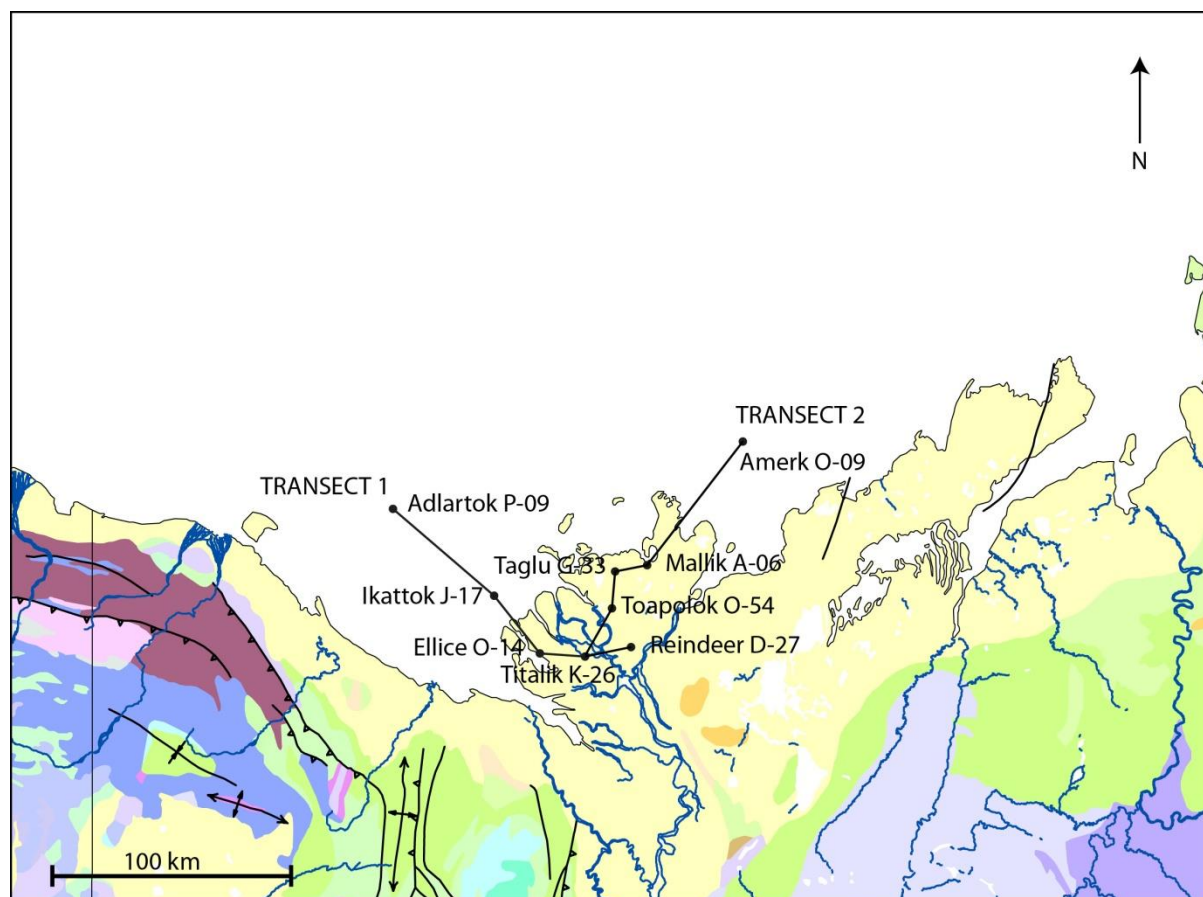 N
TRANSECT 2
Amerk O-09
TRANSECT 1
Adlartok P-09
Taglu G-33
Mallik A-06
Ikattok J-17
Toapolok O-54
Ellice O-14
Reindeer D-27
Titalik K-26
100 km